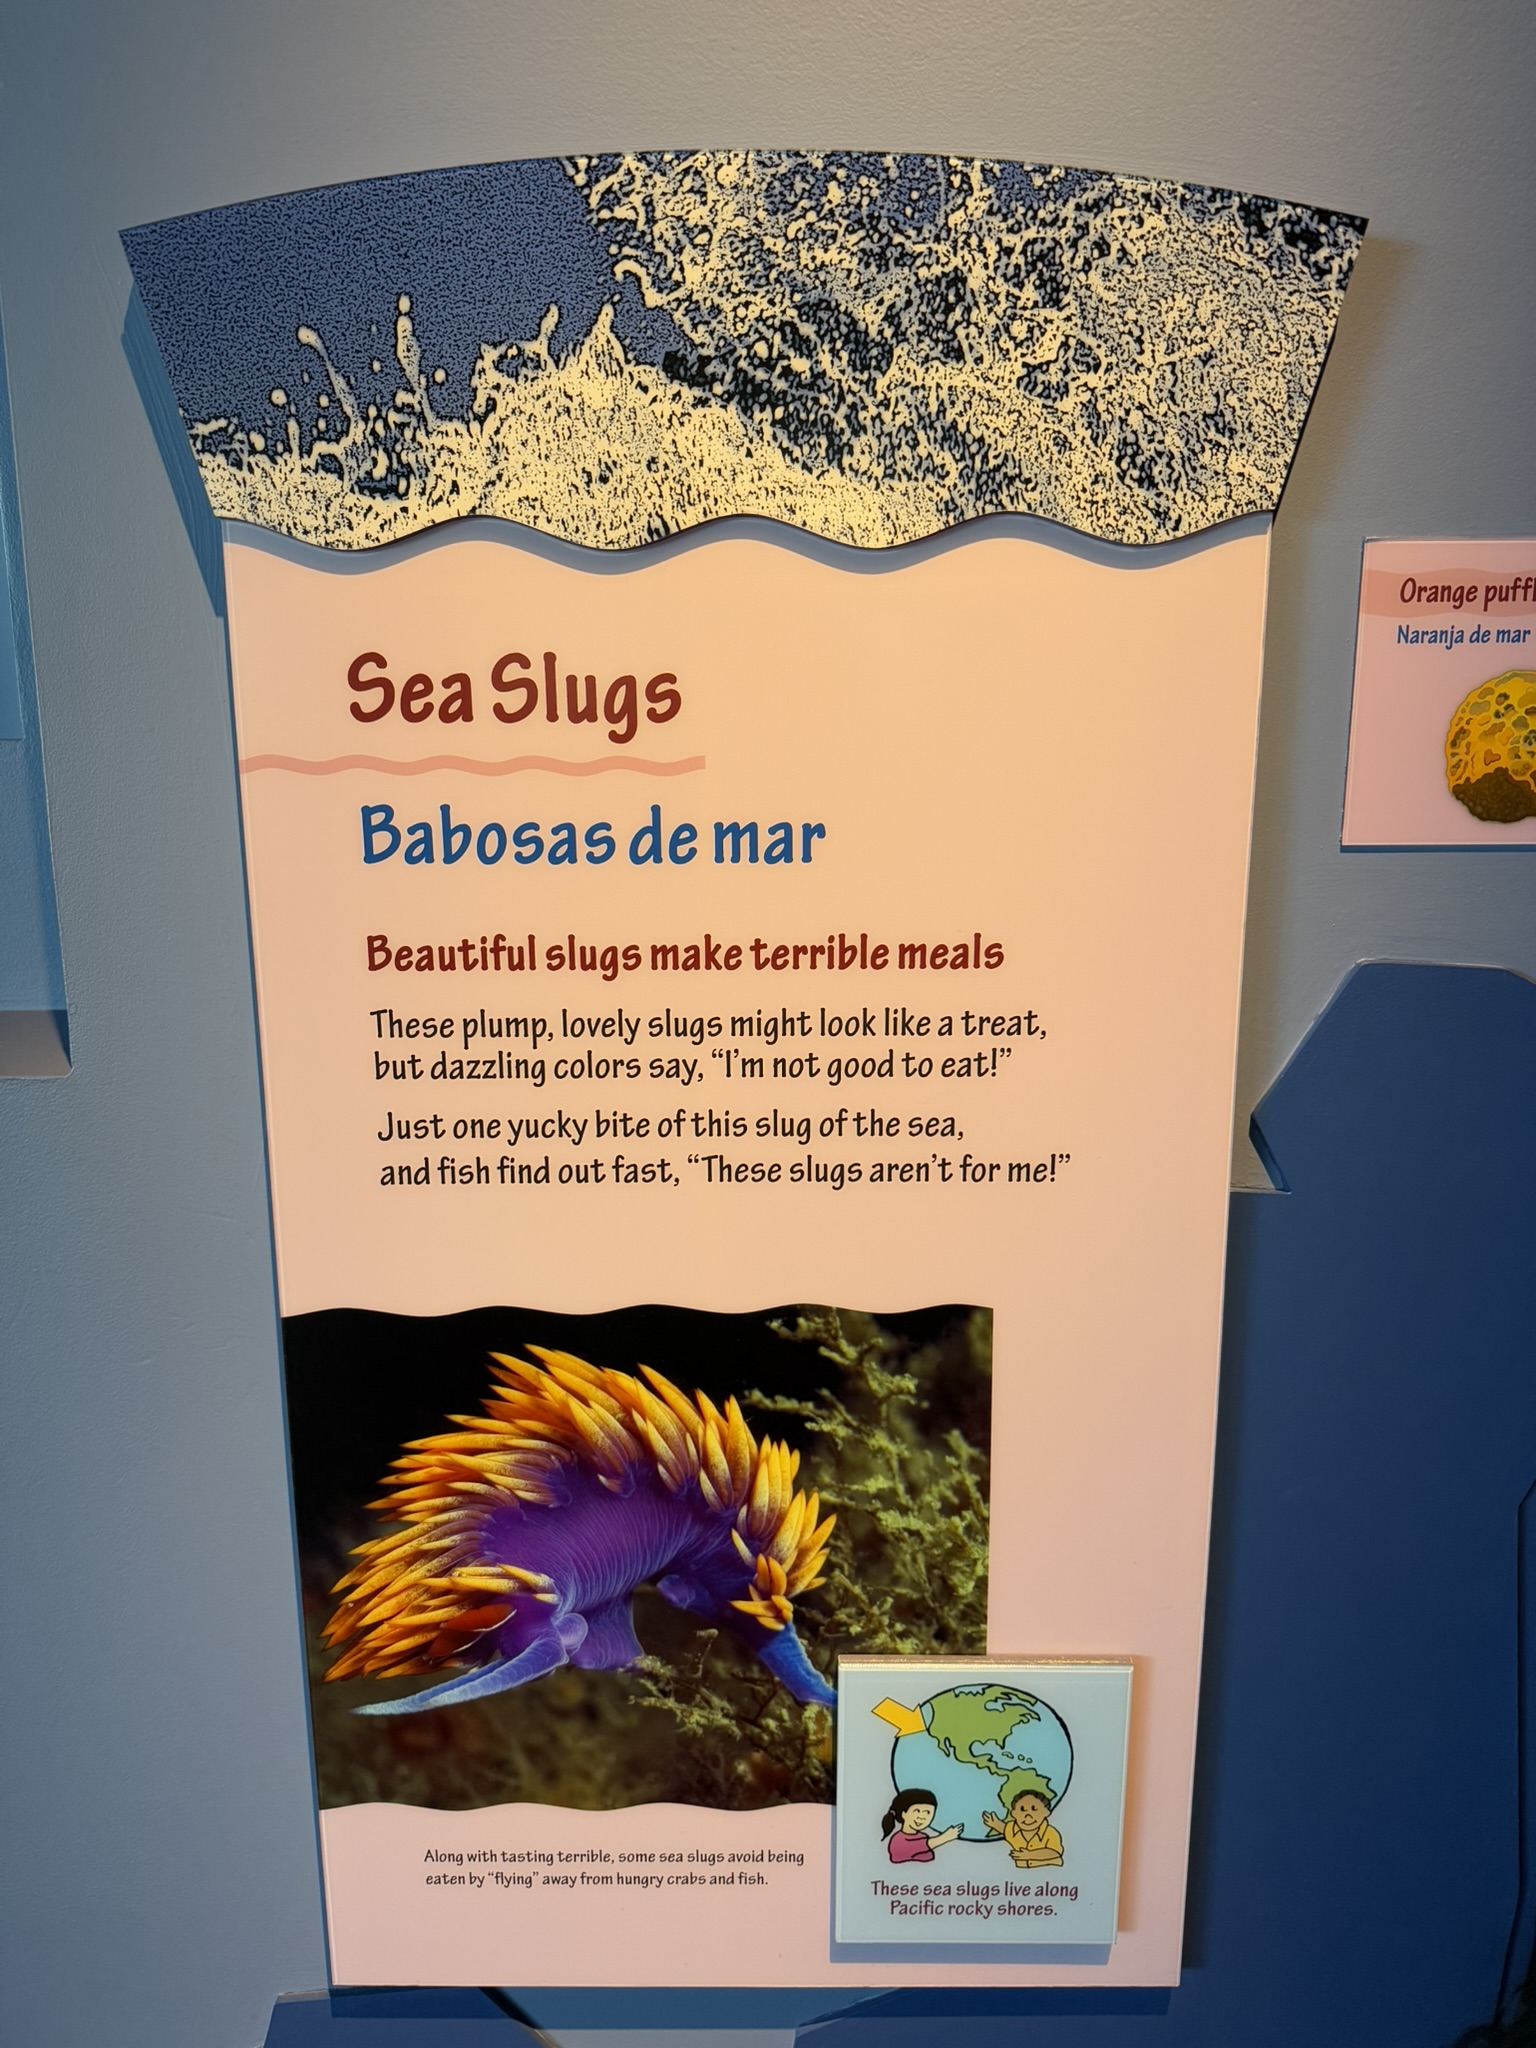 Sea Slugs
Babosas de mar
Beautiful slugs make terrible meals
These plump, lovely slugs might look like a treat,
but dazzling colors say, “I’m not good to eat!”
Just one yucky bite of this slug of the sea,
and fish find out fast, “These slugs aren’t for me!”
Along with tasting terrible, some sea slugs avoid being
eaten by “flying” away from hungry crabs and fish.
These sea slugs live along
Pacific rocky shores.
Orange
Naranja de mar